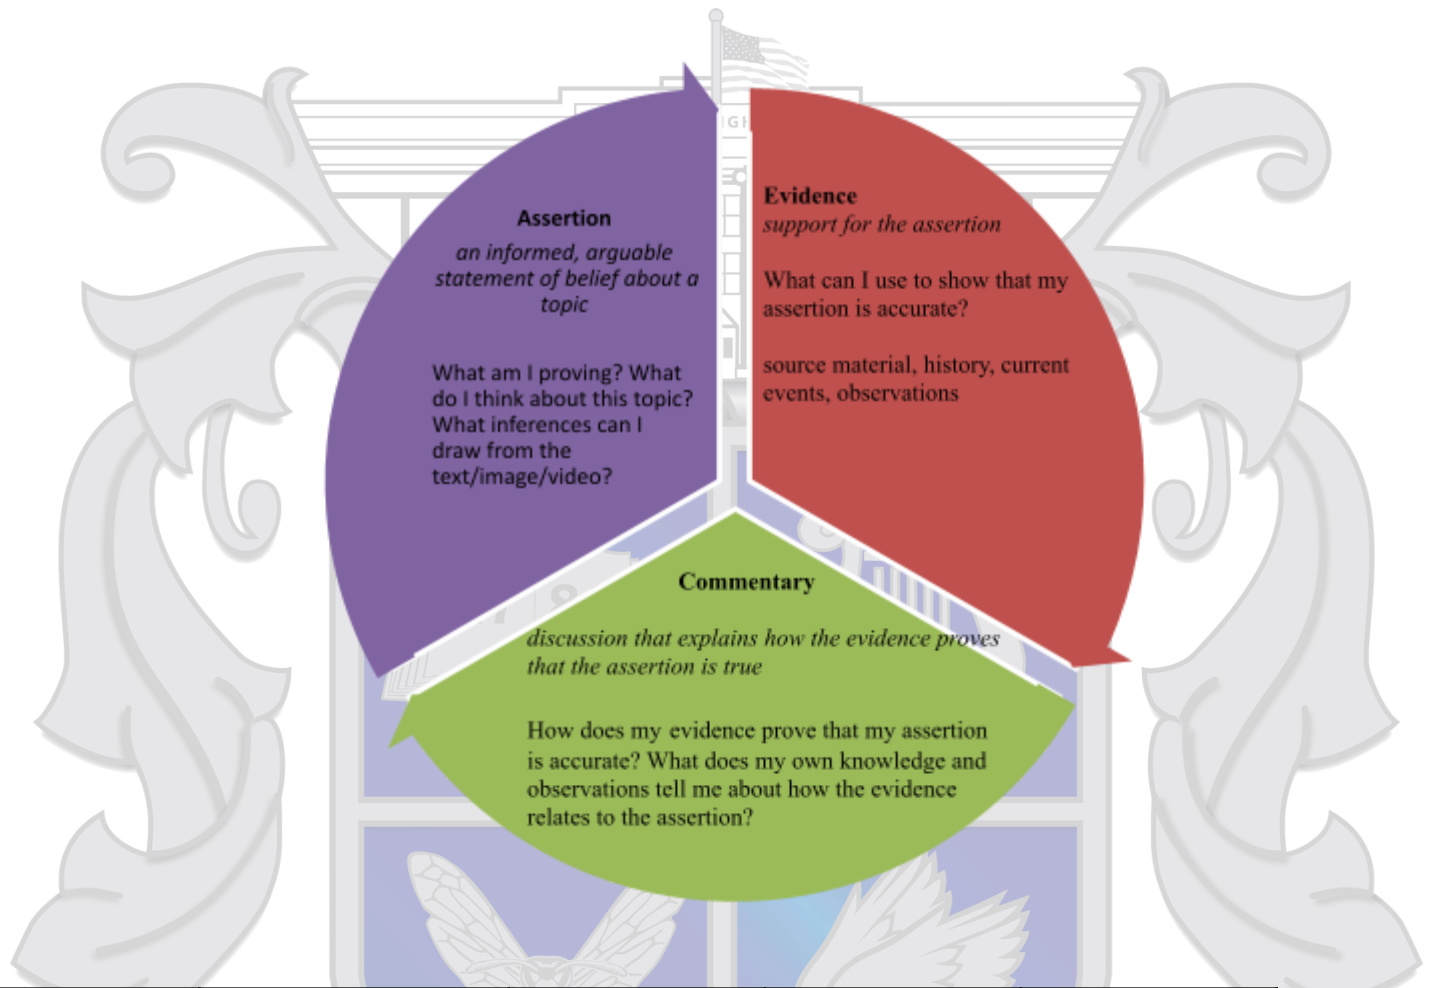 Assertion
an informed, arguable
statement of belief about a
topic
What am I proving? What
do I think about this topic?
What inferences can I
draw from the
text/image/video?
Evidence
support for the assertion
What can I use to show that my
assertion is accurate?
source material, history, current
events, observations
Commentary
discussion that explains how the evidence proves
that the assertion is true
How does my evidence prove that my assertion
is accurate? What does my own knowledge and
observations tell me about how the evidence
relates to the assertion?